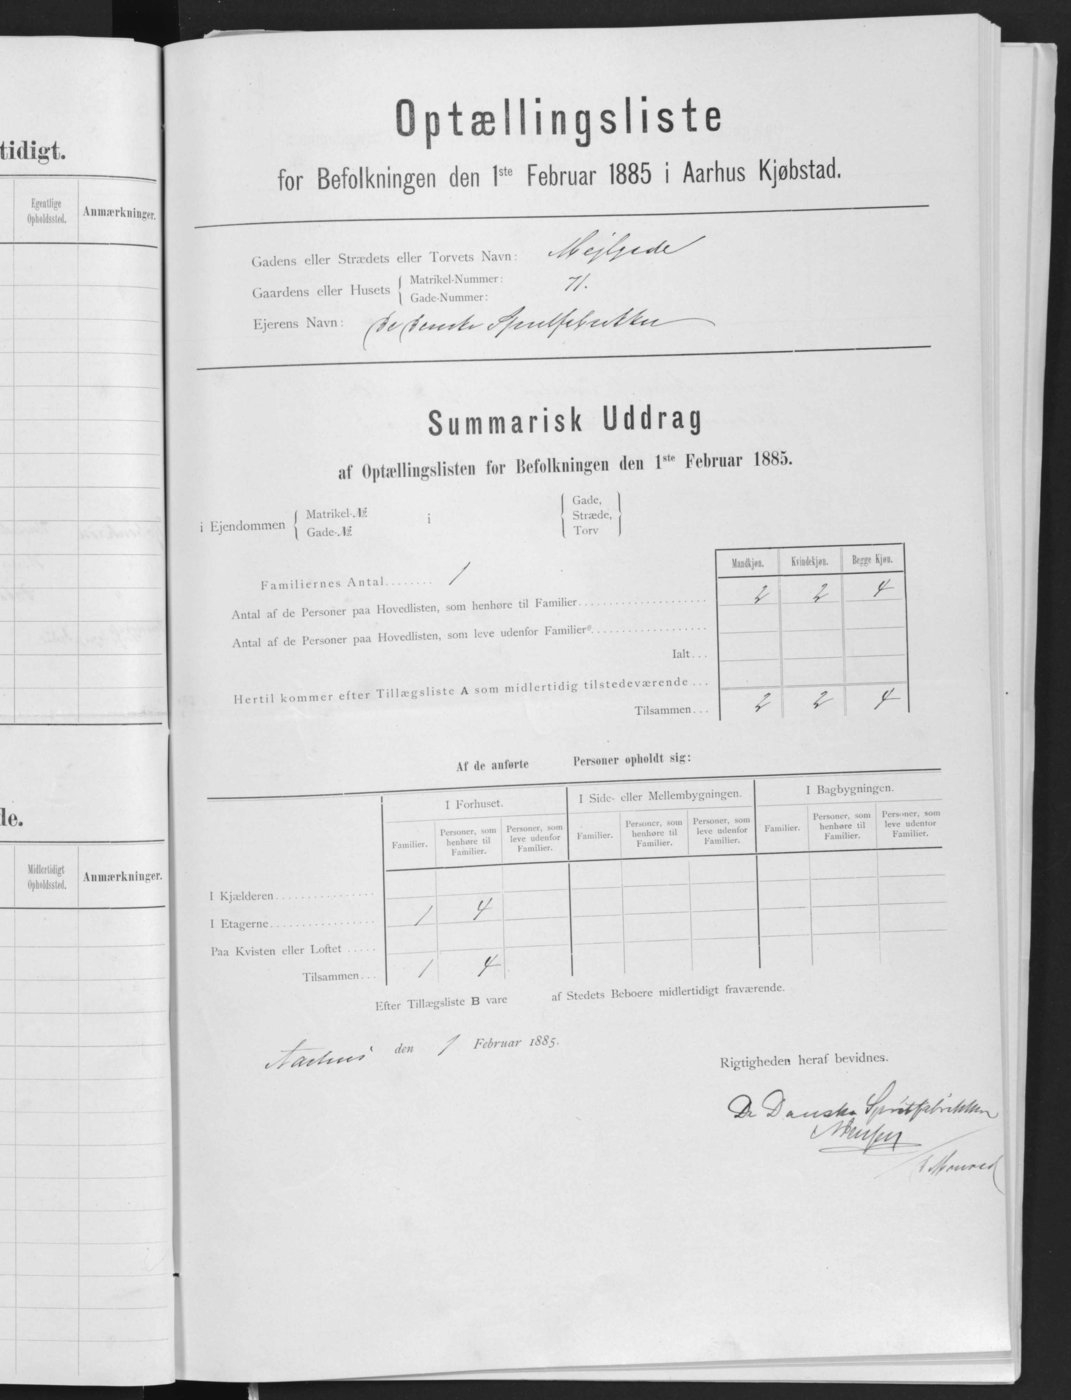 tidigt.
Egentlige Opholdssted.
Anmærkninger.
de.
Midlertidigt Opholdssted.
Anmærkninger.
Optællingsliste
for Befolkningen den 1ste Februar 1885 i Aarhus Kjøbstad.
Gadens eller Strædets eller Torvets Navn: Mejlgade
Gaardens eller Husets { Matrikel-Nummer: 71.
Gade-Nummer:
Ejerens Navn: De danske Spritfabrikker
Summarisk Uddrag
af Optællingslisten for Befolkningen den 1ste Februar 1885.
i Ejendommen { Matrikel-№ i { Gade, }
Gade-№ Stræde,
Torv
Mandkjøn. Kvindekjøn. Begge Kjøn.
Familiernes Antal........ 1
Antal af de Personer paa Hovedlisten, som henhøre til Familier.................... 2 2 4
Antal af de Personer paa Hovedlisten, som leve udenfor Familier..................
Ialt...
Hertil kommer efter Tillægsliste A som midlertidig tilstedeværende...
Tilsammen... 2 2 4
Af de anførte Personer opholdt sig:
I Forhuset. I Side- eller Mellembygningen. I Bagbygningen.
Familier. Personer, som henhøre til Familier. Personer, som leve udenfor Familier. Familier. Personer, som henhøre til Familier. Personer, som leve udenfor Familier. Familier. Personer, som henhøre til Familier. Personer, som leve udenfor Familier.
I Kjælderen...............
I Etagerne................ 1 4
Paa Kvisten eller Loftet.....
Tilsammen... 1 4
Efter Tillægsliste B vare af Stedets Beboere midlertidigt fraværende.
Aarhus den 1 Februar 1885.
Rigtigheden heraf bevidnes.
De Danske Spritfabrikker
Monrad